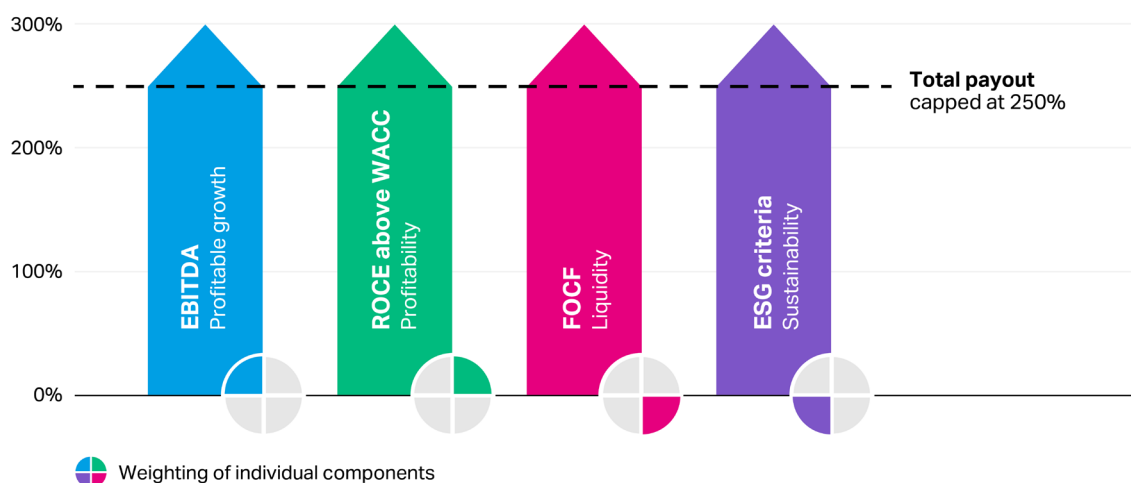 300%
Total payout
capped at 250%
200%
100%
0%
EBITDA
Profitable growth
ROCE above WACC
Profitability
FOCF
Liquidity
ESG criteria
Sustainability
Weighting of individual components